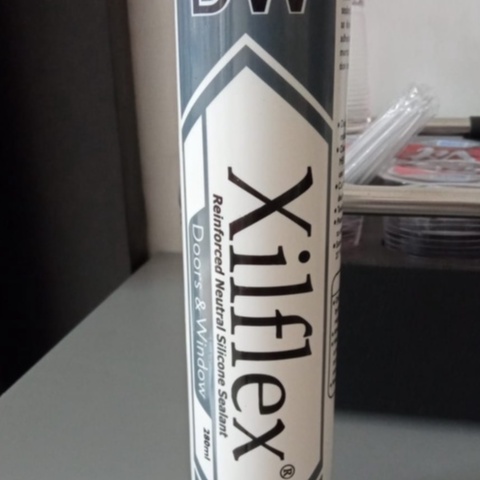 DW
Xilflex®
Reinforced Neutral Silicone Sealant
Doors & Window
280ml